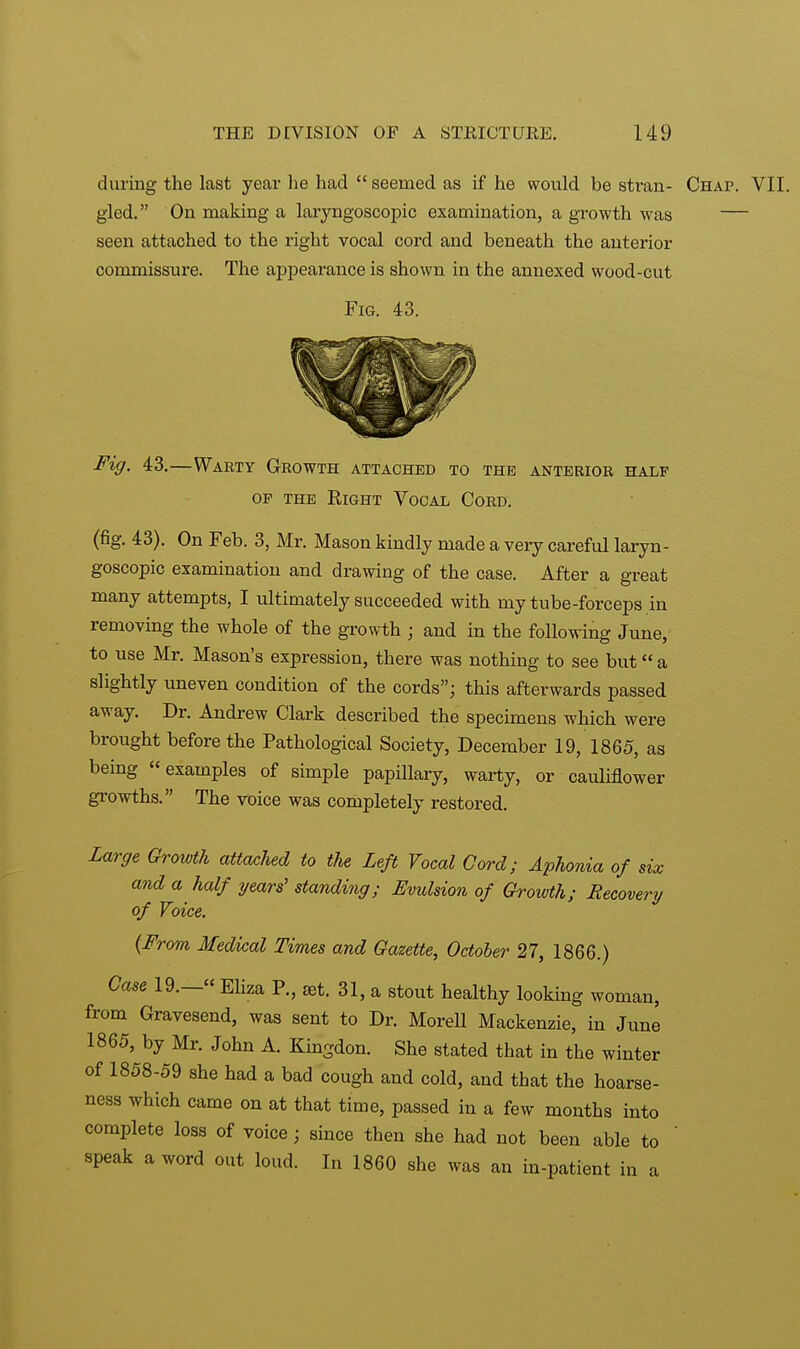 THE DIVISION OF A STRICTURE. 149
during the last year he had “seemed as if he would be stran- Chap. VII.
gled.” On making a laryngoscopic examination, a growth was
seen attached to the right vocal cord and beneath the anterior
commissure. The appearance is shown in the annexed wood-cut
Fig. 43.
Fig. 43.—Warty Growth attached to the anterior half
of the Right Vocal Cord.
(fig. 43). On Feb. 3, Mr. Mason kindly made a very careful laryn-
goscopic examination and drawing of the case. After a great
many attempts, I ultimately succeeded with my tube-forceps in
removing the whole of the growth ; and in the following June,
to use Mr. Mason’s expression, there was nothing to see but “a
slightly uneven condition of the cords”; this afterwards passed
away. Dr. Andrew Clark described the specimens which were
brought before the Pathological Society, December 19, 1865, as
being “examples of simple papillary, warty, or cauliflower
growths.” The voice was completely restored.
Large Growth attached to the Left Vocal Cord; Aphonia of six
and a half years’ standing; Evulsion of Growth; Recovery
of Voice.
(From Medical Times and Gazette, October 27, 1866.)
Case 19.—“Eliza P., æt. 31, a stout healthy looking woman,
from Gravesend, was sent to Dr. Morell Mackenzie, in June
1865, by Mr. John A. Kingdon. She stated that in the winter
of 1858-59 she had a bad cough and cold, and that the hoarse-
ness which came on at that time, passed in a few months into
complete loss of voice ; since then she had not been able to
speak a word out loud. In 1860 she was an in-patient in a